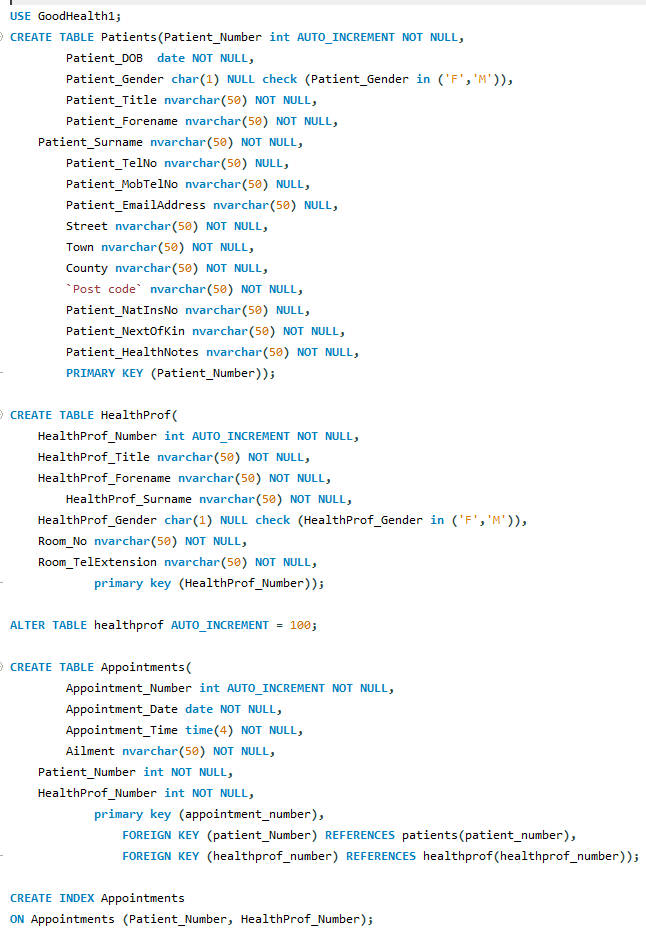 USE GoodHealth1;
CREATE TABLE Patients(Patient_Number int AUTO_INCREMENT NOT NULL,
Patient_DOB  date NOT NULL,
Patient_Gender char(1) NULL check (Patient_Gender in ('F','M')),
Patient_Title nvarchar(50) NOT NULL,
Patient_Forename nvarchar(50) NOT NULL,
Patient_Surname nvarchar(50) NOT NULL,
Patient_TelNo nvarchar(50) NULL,
Patient_MobTelNo nvarchar(50) NULL,
Patient_EmailAddress nvarchar(50) NULL,
Street nvarchar(50) NOT NULL,
Town nvarchar(50) NOT NULL,
County nvarchar(50) NOT NULL,
`Post code` nvarchar(50) NOT NULL,
Patient_NatInsNo nvarchar(50) NULL,
Patient_NextOfKin nvarchar(50) NOT NULL,
Patient_HealthNotes nvarchar(50) NOT NULL,
PRIMARY KEY (Patient_Number));
CREATE TABLE HealthProf(
HealthProf_Number int AUTO_INCREMENT NOT NULL,
HealthProf_Title nvarchar(50) NOT NULL,
HealthProf_Forename nvarchar(50) NOT NULL,
HealthProf_Surname nvarchar(50) NOT NULL,
HealthProf_Gender char(1) NULL check (HealthProf_Gender in ('F','M')),
Room_No nvarchar(50) NOT NULL,
Room_TelExtension nvarchar(50) NOT NULL,
primary key (HealthProf_Number));
ALTER TABLE healthprof AUTO_INCREMENT = 100;
CREATE TABLE Appointments(
Appointment_Number int AUTO_INCREMENT NOT NULL,
Appointment_Date date NOT NULL,
Appointment_Time time(4) NOT NULL,
Ailment nvarchar(50) NOT NULL,
Patient_Number int NOT NULL,
HealthProf_Number int NOT NULL,
primary key (appointment_number),
FOREIGN KEY (patient_Number) REFERENCES patients(patient_number),
FOREIGN KEY (healthprof_number) REFERENCES healthprof(healthprof_number));
CREATE INDEX Appointments
ON Appointments (Patient_Number, HealthProf_Number);